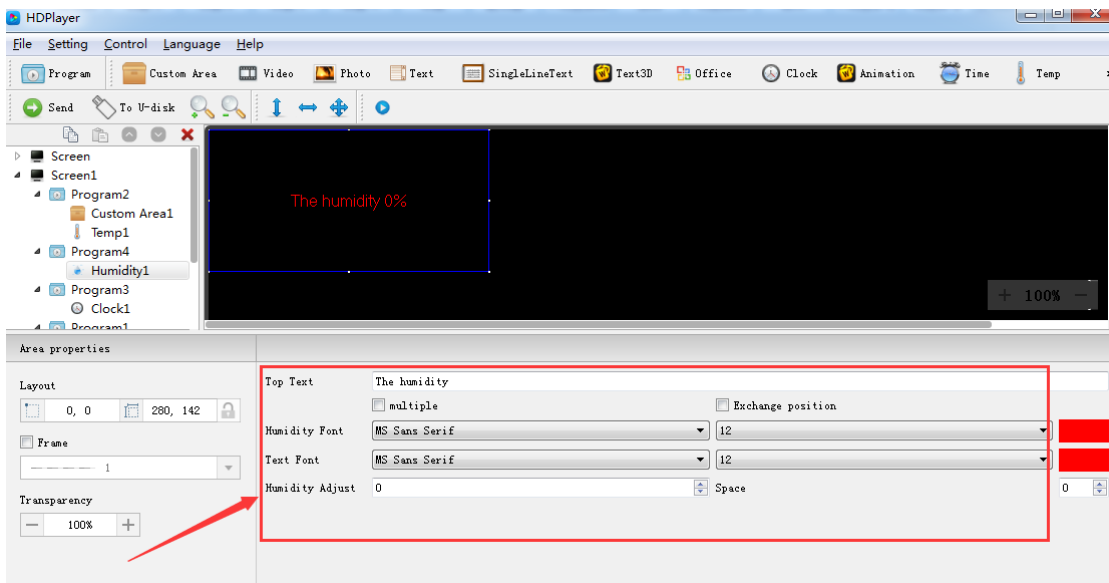 HDPlayer
File Setting Control Language Help
Program Custom Area Video Photo Text SingleLineText Text3D Office Clock Animation Time Temp
Send To U-disk
Screen
Screen1
Program2
Custom Area1
Temp1
Program4
Humidity1
Program3
Clock1
Program1
The humidity 0%
+ 100% −
Area properties
Layout
0, 0 280, 142
Frame
1
Transparency
− 100% +
Top Text The humidity
multiple Exchange position
Humidity Font MS Sans Serif 12
Text Font MS Sans Serif 12
Humidity Adjust 0 Space 0